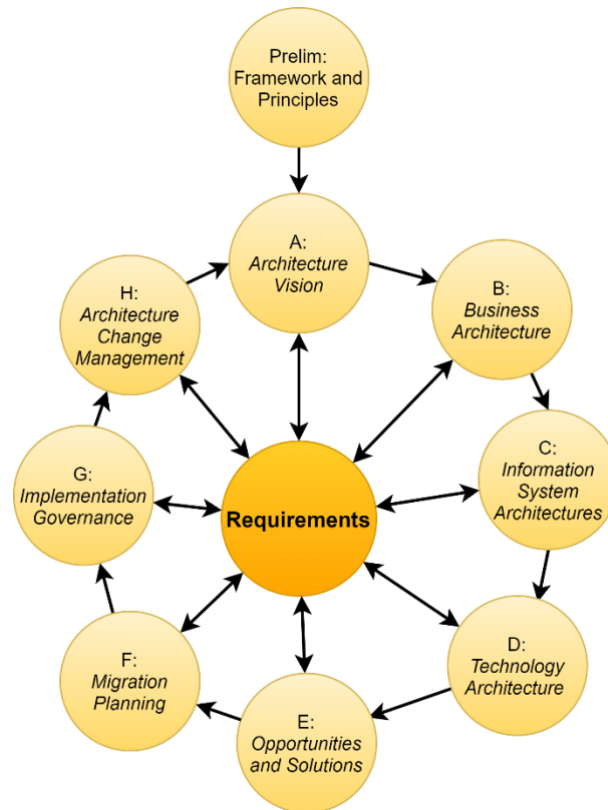 Prelim:
Framework and
Principles
A:
Architecture
Vision
B:
Business
Architecture
C:
Information
System
Architectures
D:
Technology
Architecture
E:
Opportunities
and Solutions
F:
Migration
Planning
G:
Implementation
Governance
H:
Architecture
Change
Management
Requirements